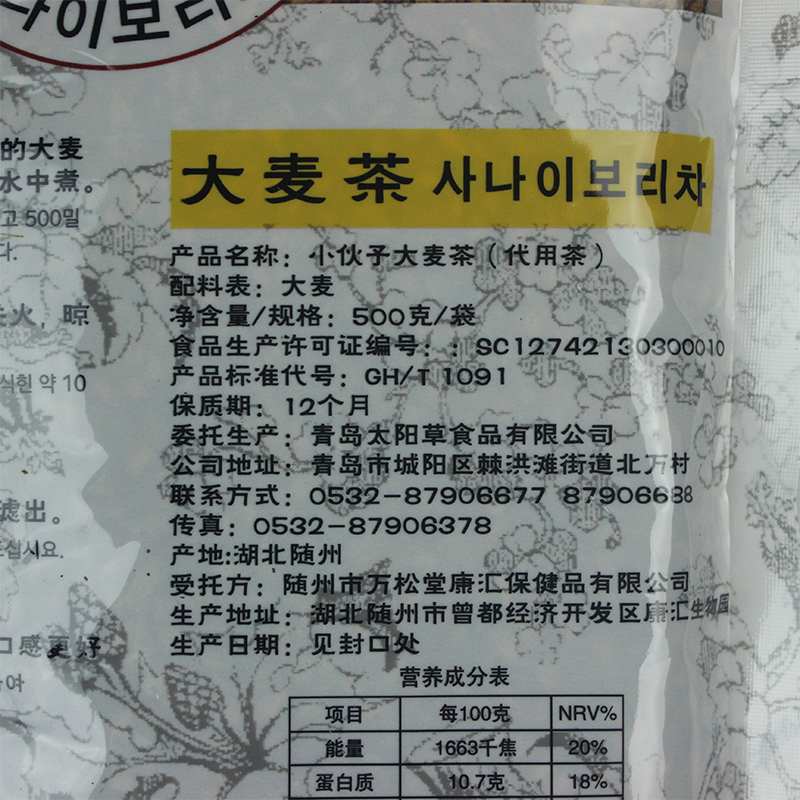 나이보리
的大麦
水中煮。
고 500밀
다.
火，晾
식힌 약 10
滤出。
십시요.
口感更好
하여
大麦茶 사나이보리차
产品名称：小伙子大麦茶（代用茶）
配料表：大麦
净含量/规格：500克/袋
食品生产许可证编号：：SC12742130300010
产品标准代号：GH/T 1091
保质期：12个月
委托生产：青岛太阳草食品有限公司
公司地址：青岛市城阳区棘洪滩街道北万村
联系方式：0532-87906677 87906688
传真：0532-87906378
产地:湖北随州
受托方：随州市万松堂康汇保健品有限公司
生产地址：湖北随州市曾都经济开发区康汇生物园
生产日期：见封口处
营养成分表
项目 每100克 NRV%
能量 1663千焦 20%
蛋白质 10.7克 18%